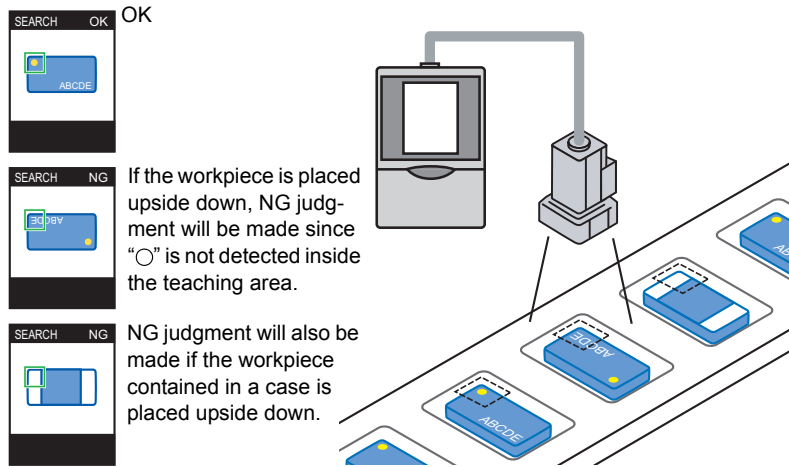 SEARCH OK
OK
ABCDE
SEARCH NG
ABCDE
If the workpiece is placed
upside down, NG judg-
ment will be made since
"○" is not detected inside
the teaching area.
SEARCH NG
NG judgment will also be
made if the workpiece
contained in a case is
placed upside down.
AB
ABCDE
ABCDE